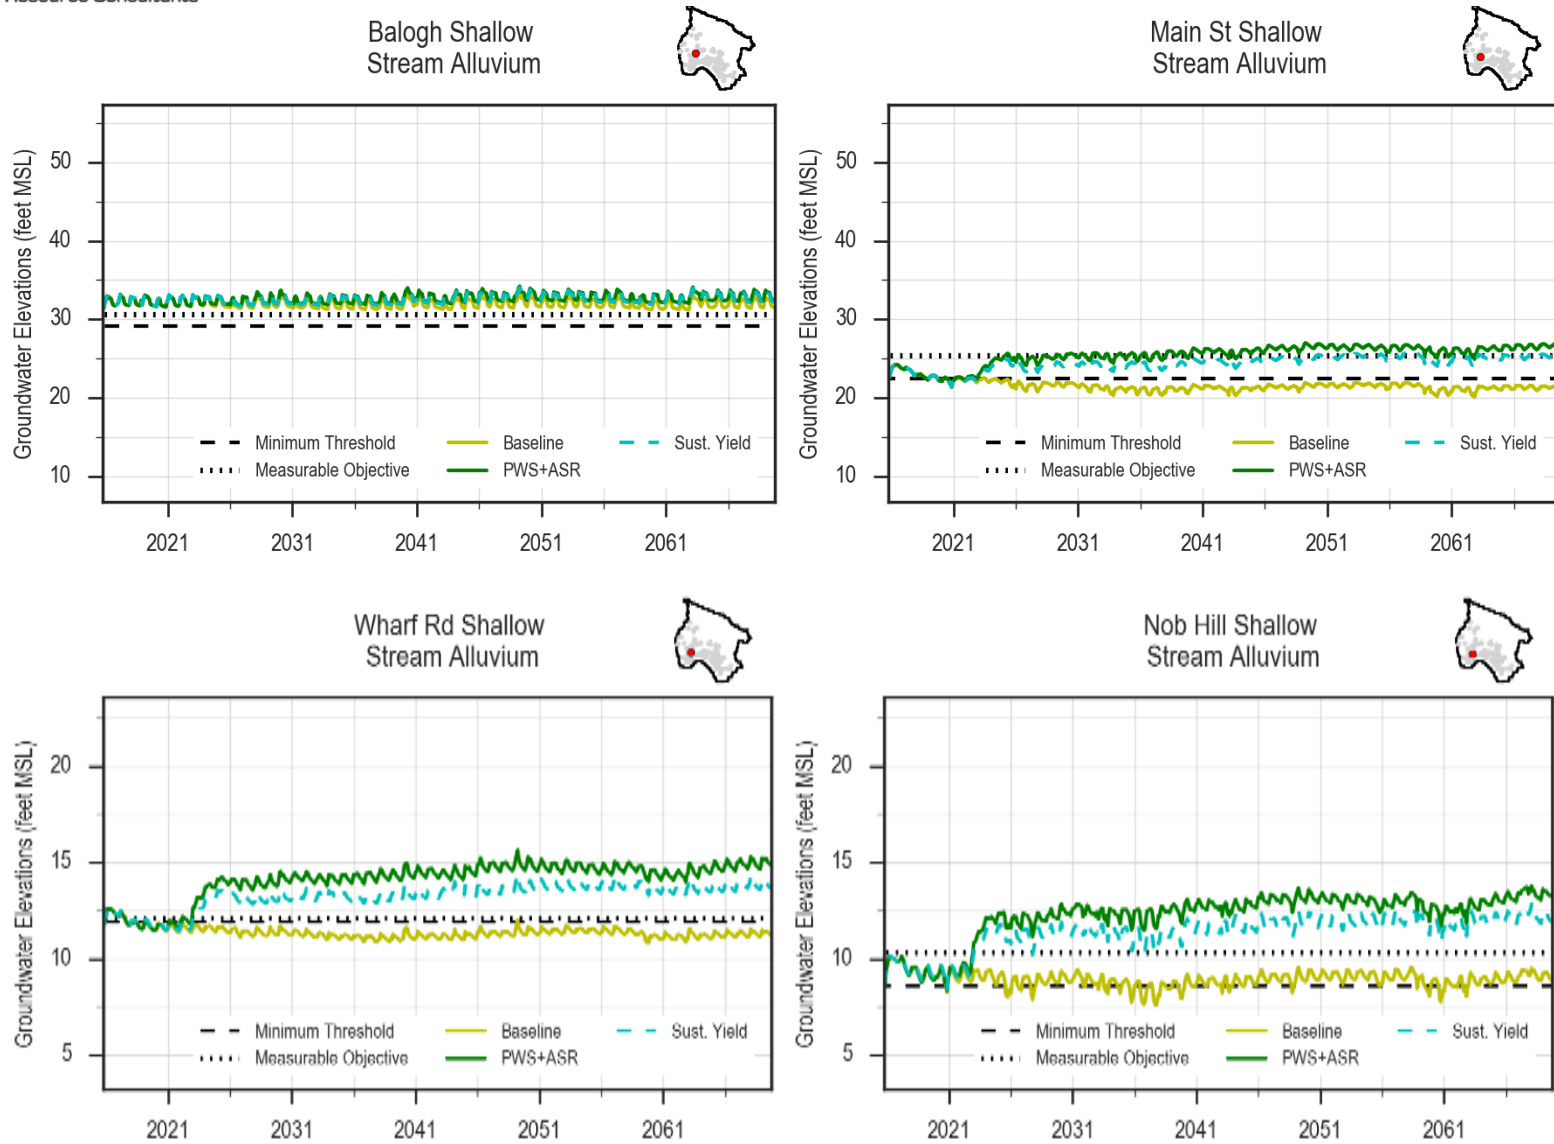 Resource Consultants
Balogh Shallow
Stream Alluvium
Groundwater Elevations (feet MSL)
50
40
30
20
10
Minimum Threshold
Baseline
Sust. Yield
Measurable Objective
PWS+ASR
2021
2031
2041
2051
2061
Main St Shallow
Stream Alluvium
Groundwater Elevations (feet MSL)
50
40
30
20
10
Minimum Threshold
Baseline
Sust. Yield
Measurable Objective
PWS+ASR
2021
2031
2041
2051
2061
Wharf Rd Shallow
Stream Alluvium
Groundwater Elevations (feet MSL)
20
15
10
5
Minimum Threshold
Baseline
Sust. Yield
Measurable Objective
PWS+ASR
2021
2031
2041
2051
2061
Nob Hill Shallow
Stream Alluvium
Groundwater Elevations (feet MSL)
20
15
10
5
Minimum Threshold
Baseline
Sust. Yield
Measurable Objective
PWS+ASR
2021
2031
2041
2051
2061